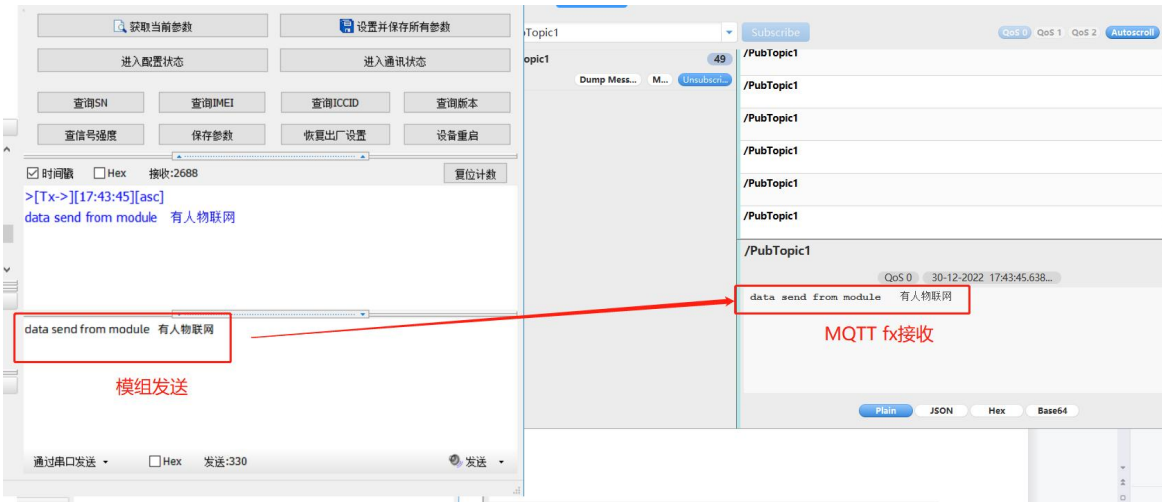 获取当前参数 设置并保存所有参数
进入配置状态 进入通讯状态
查询SN 查询IMEI 查询ICCID 查询版本
查信号强度 保存参数 恢复出厂设置 设备重启
时间戳 Hex 接收:2688 复位计数
>[Tx->][17:43:45][asc]
data send from module 有人物联网
data send from module 有人物联网
模组发送
通过串口发送 Hex 发送:330 发送
Topic1 Subscribe QoS 0 QoS 1 QoS 2 Autoscroll
opic1 49
Dump Mess... M... Unsubscri...
/PubTopic1
/PubTopic1
/PubTopic1
/PubTopic1
/PubTopic1
/PubTopic1
/PubTopic1
QoS 0 30-12-2022 17:43:45.638...
data send from module 有人物联网
MQTT fx接收
Plain JSON Hex Base64